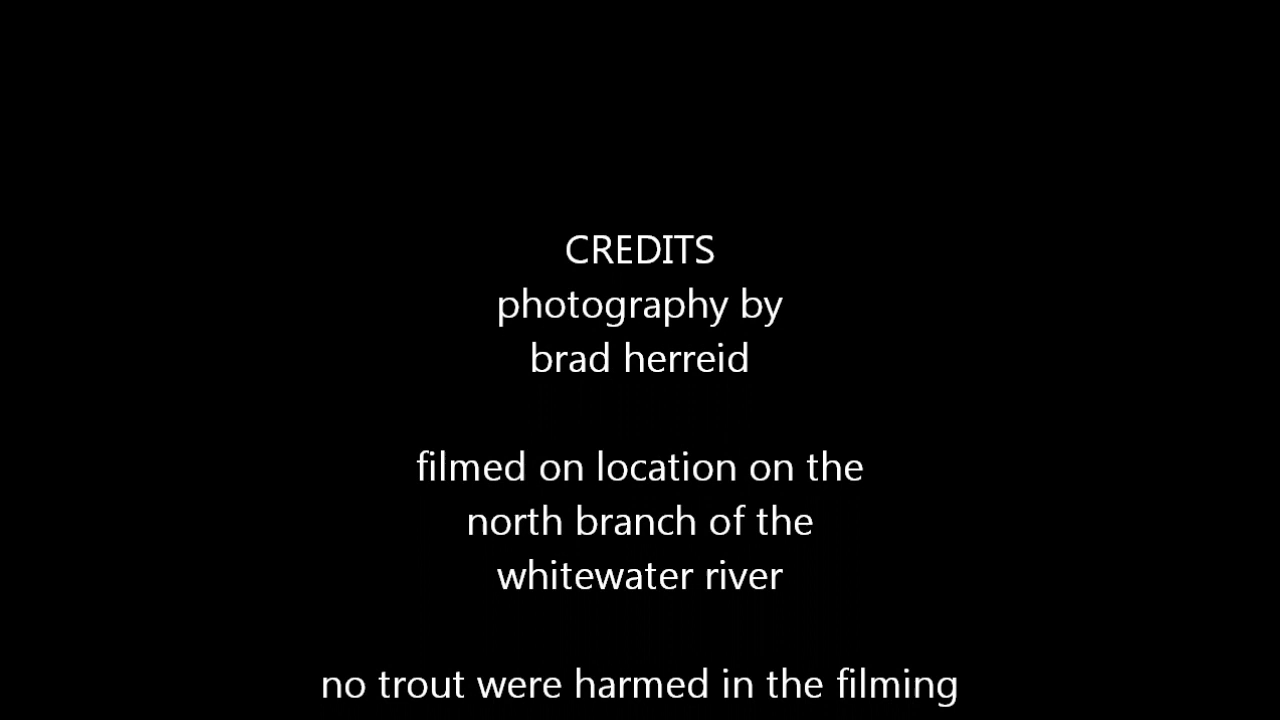 CREDITS
photography by
brad herreid
filmed on location on the
north branch of the
whitewater river
no trout were harmed in the filming